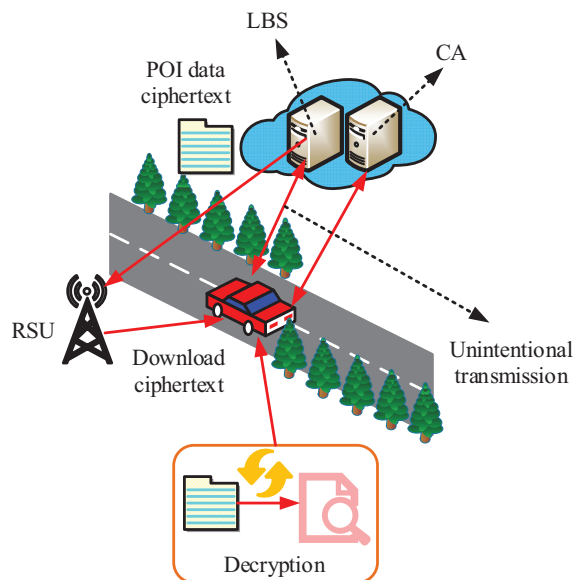 LBS
CA
POI data
ciphertext
RSU
Download
ciphertext
Unintentional
transmission
Decryption